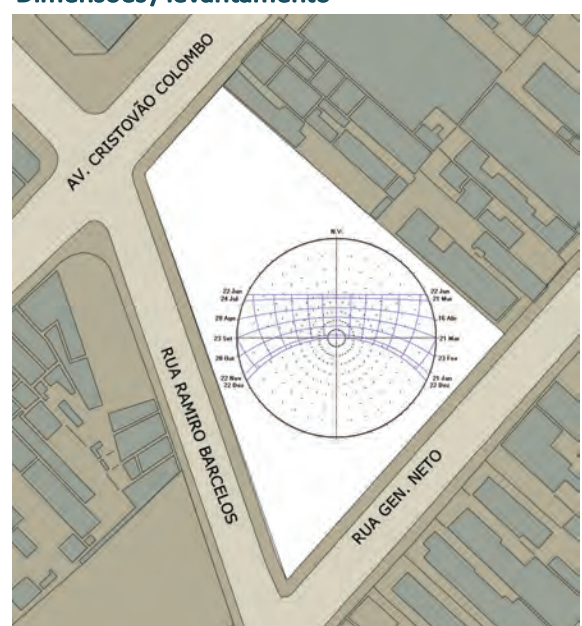 Dimensões/levantamento
AV. CRISTOVÃO COLOMBO
N.V.
22 Jun
24 Jul
28 Ago
23 Set
20 Out
22 Nov
22 Dez
22 Jun
21 Mai
16 Abr
21 Mar
23 Fev
21 Jan
22 Dez
RUA RAMIRO BARCELOS
RUA GEN. NETO